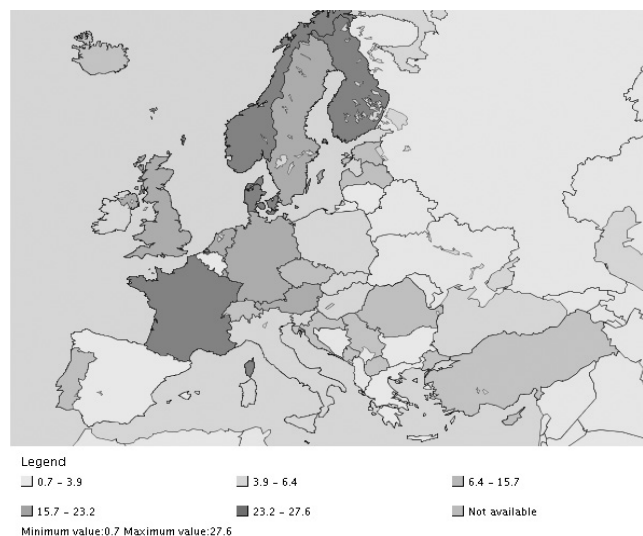 Legend
0.7 - 3.9 3.9 - 6.4 6.4 - 15.7
15.7 - 23.2 23.2 - 27.6 Not available
Minimum value:0.7 Maximum value:27.6